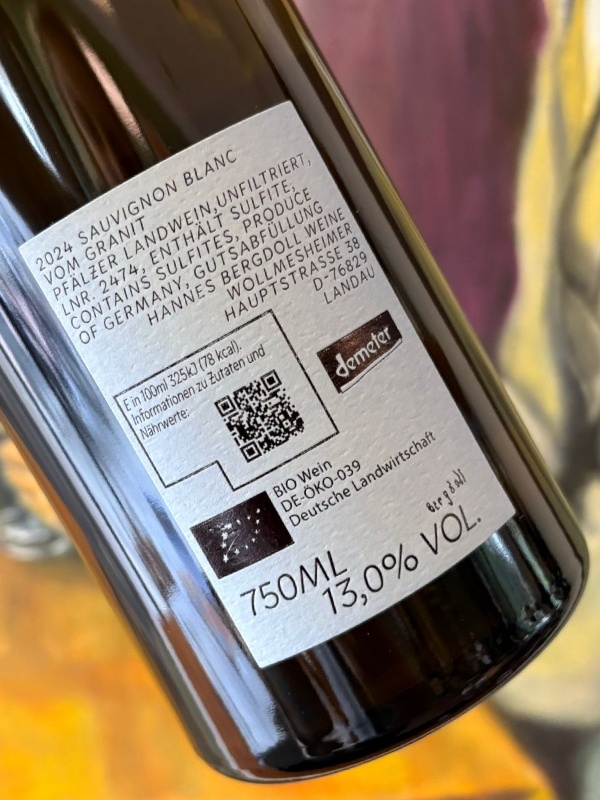 2024 SAUVIGNON BLANC
VOM GRANIT
PFÄLZER LANDWEIN, UNFILTRIERT,
LNR. 2474, ENTHÄLT SULFITE,
CONTAINS SULFITES, PRODUCE
OF GERMANY, GUTSABFÜLLUNG
HANNES BERGDOLL WEINE
WOLLMESHEIMER
HAUPTSTRASSE 38
D-76829
LANDAU
E in 100ml 325kJ (78 kcal).
Informationen zu Zutaten und
Nährwerte:
demeter
BIO Wein
DE-ÖKO-039
Deutsche Landwirtschaft
bergdoll
750ML
13,0% VOL.